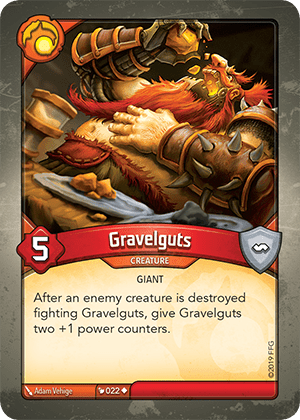 Gravelguts
CREATURE
5
GIANT
After an enemy creature is destroyed
fighting Gravelguts, give Gravelguts
two +1 power counters.
©2019 FFG
Adam Vehige
022